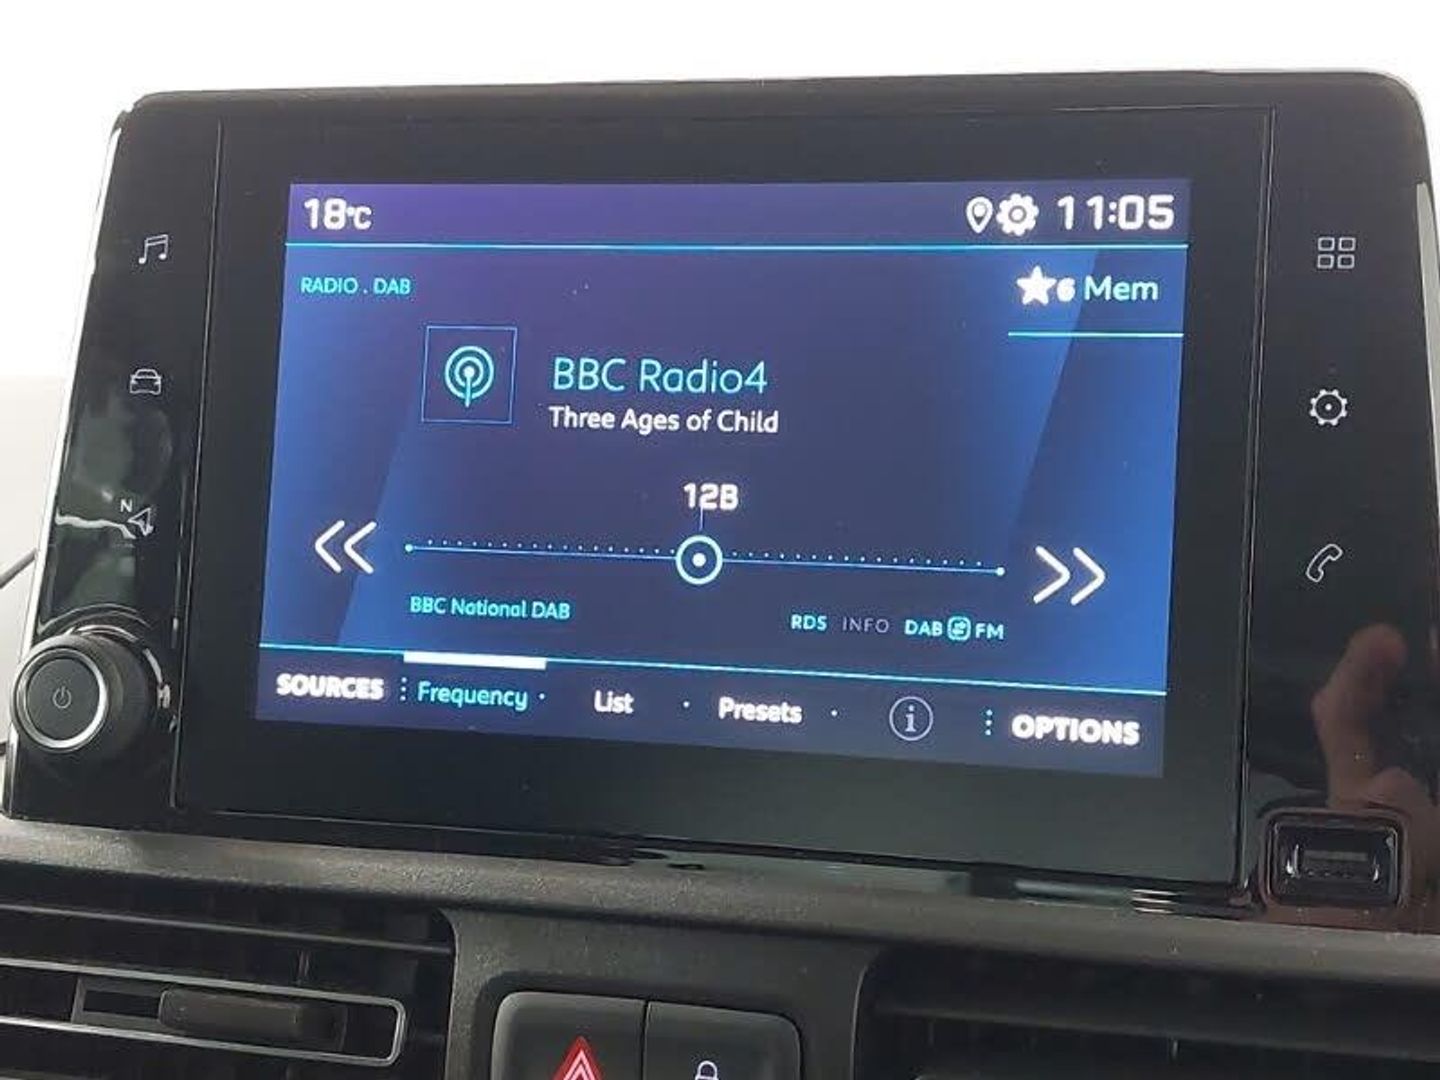 18°C 11:05
RADIO . DAB
6 Mem
BBC Radio4
Three Ages of Child
12B
BBC National DAB
RDS INFO DAB FM
SOURCES Frequency List Presets i OPTIONS
N